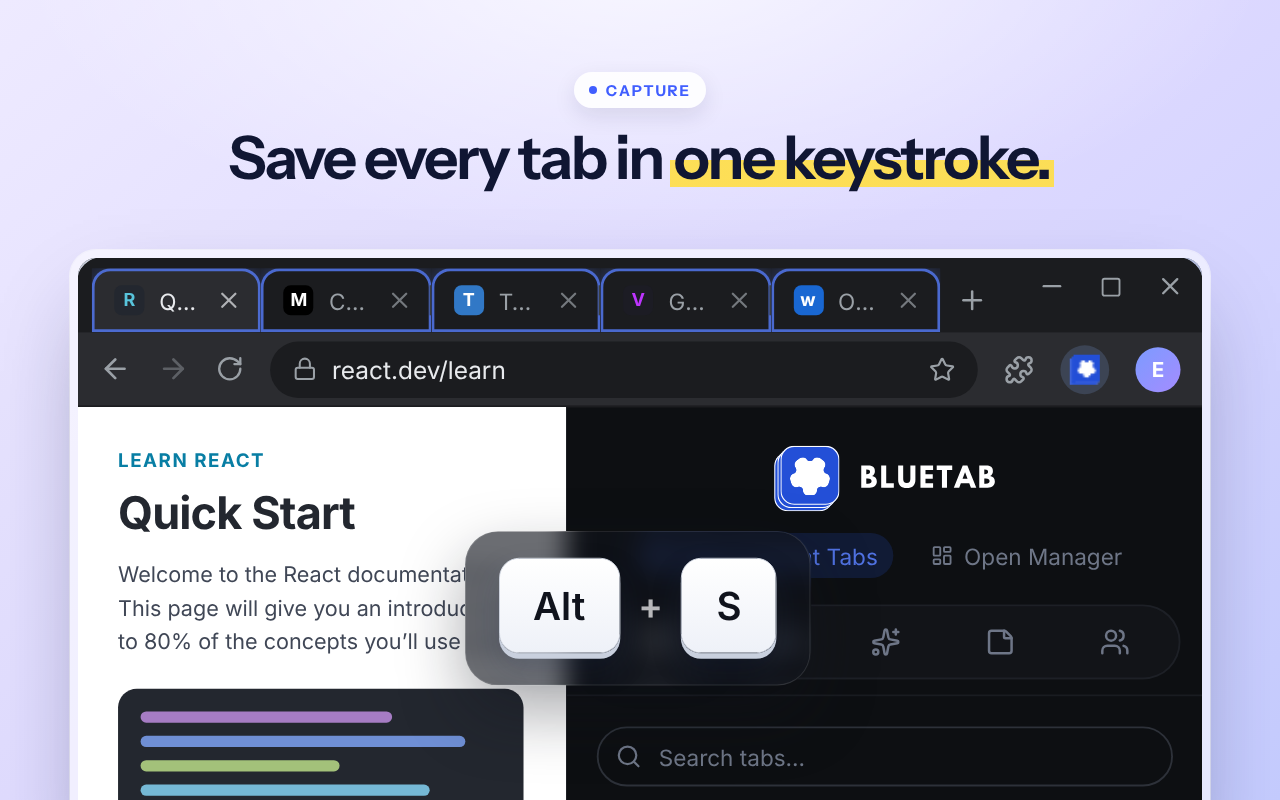 CAPTURE
Save every tab in one keystroke.
R Q... M C... T T... V G... w O...
react.dev/learn E
LEARN REACT
Quick Start
BLUETAB
Tabs Open Manager
Welcome to the React
This page will give you an
to 80% of the concepts you’ll use
Alt + S
Search tabs...